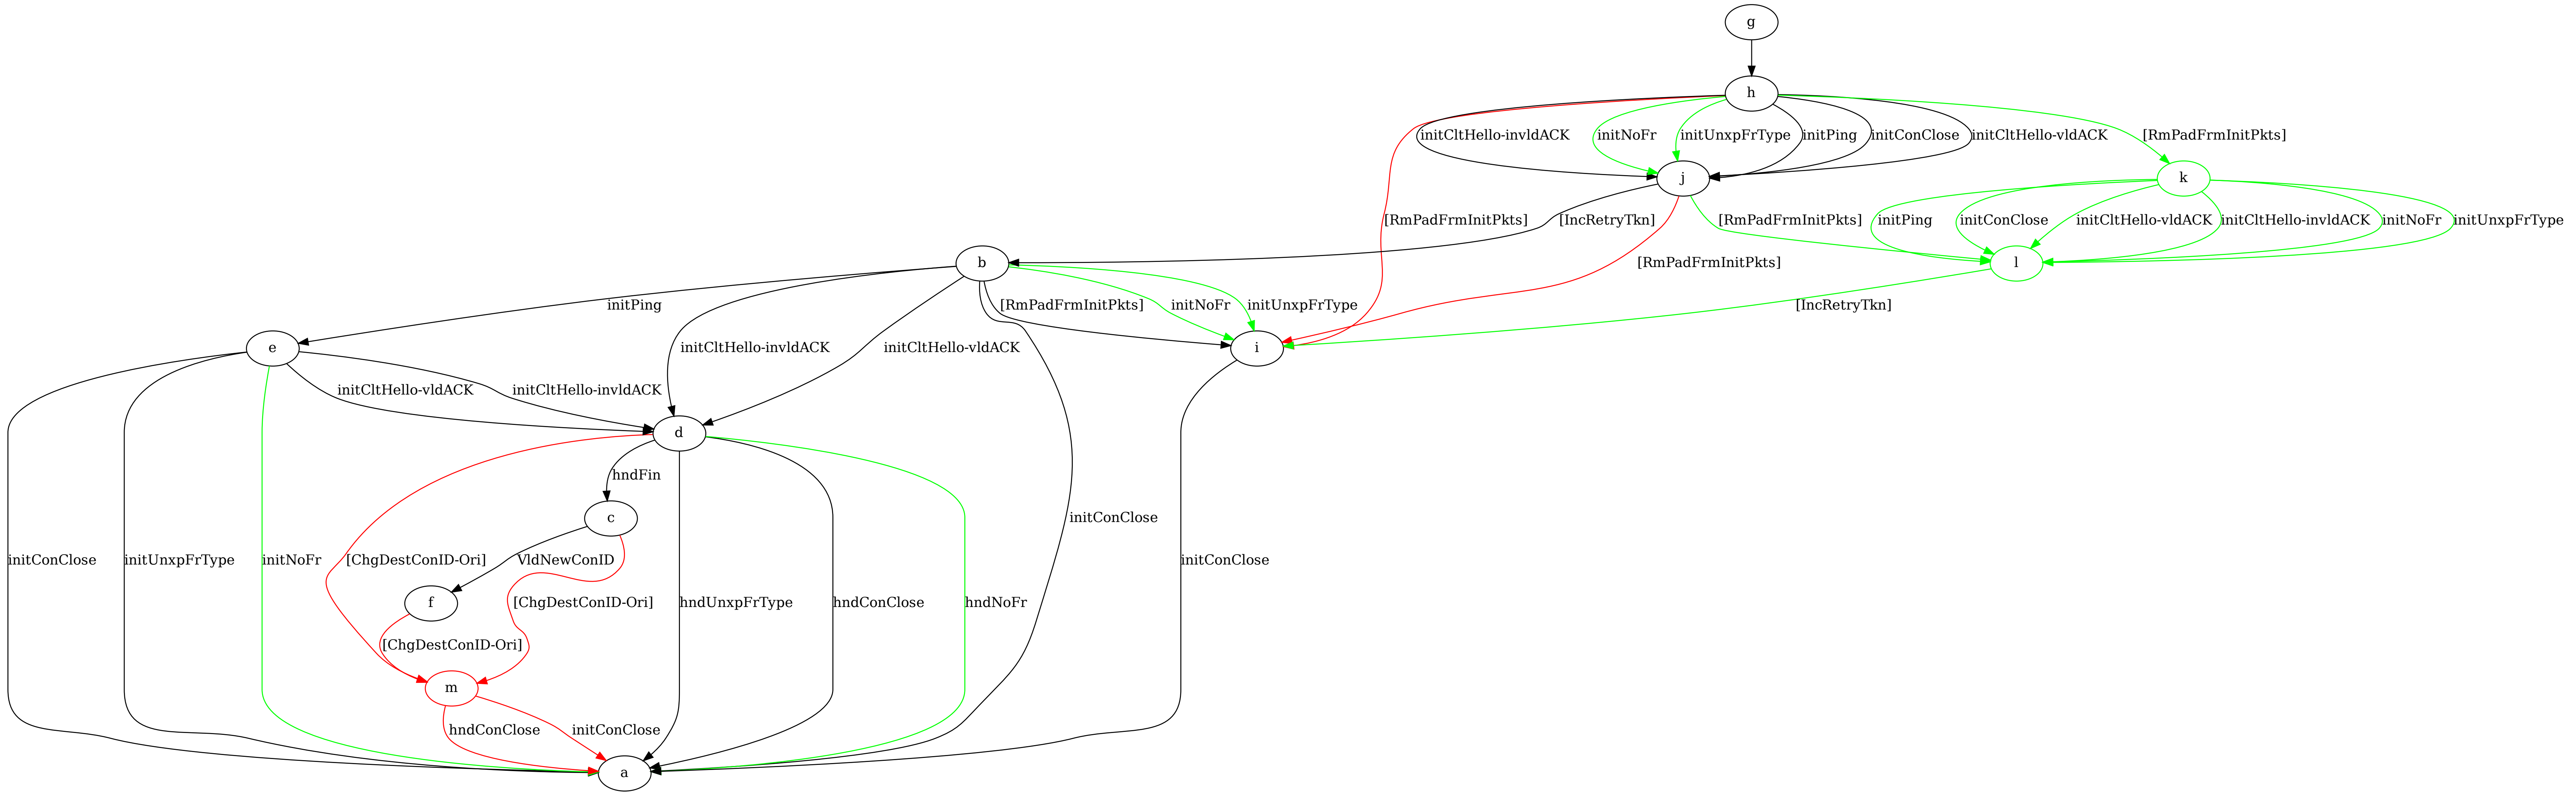 g
h
initCltHello-invldACK
initNoFr
initUnxpFrType
initPing
initConClose
initCltHello-vldACK
[RmPadFrmInitPkts]
j
k
[RmPadFrmInitPkts]
[IncRetryTkn]
[RmPadFrmInitPkts]
initPing
initConClose
initCltHello-vldACK
initCltHello-invldACK
initNoFr
initUnxpFrType
b
[RmPadFrmInitPkts]
l
initPing
[RmPadFrmInitPkts]
initNoFr
initUnxpFrType
[IncRetryTkn]
e
initCltHello-invldACK
initCltHello-vldACK
i
initCltHello-vldACK
initCltHello-invldACK
d
hndFin
c
initConClose
initConClose
initUnxpFrType
initNoFr
[ChgDestConID-Ori]
VldNewConID
initConClose
f
[ChgDestConID-Ori]
hndUnxpFrType
hndConClose
hndNoFr
[ChgDestConID-Ori]
m
hndConClose
initConClose
a